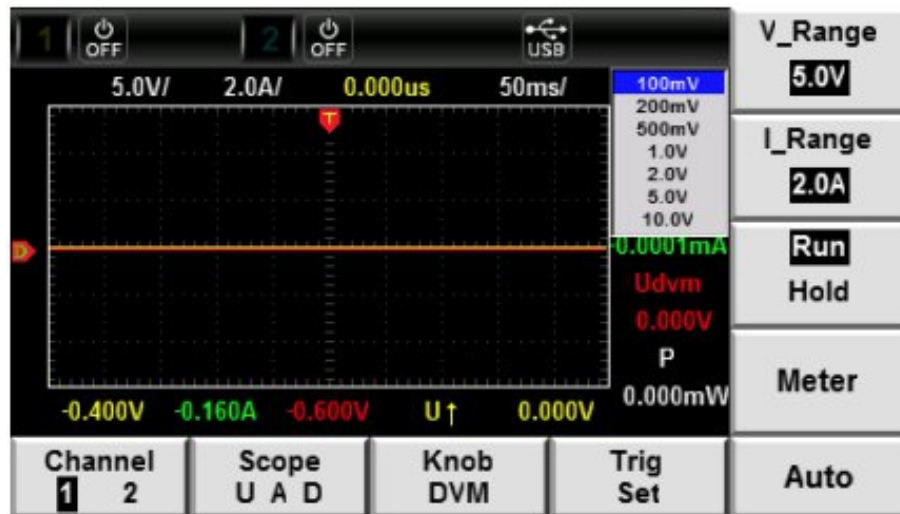 1 OFF 2 OFF USB
5.0V/ 2.0A/ 0.000us 50ms/
T
D
100mV
200mV
500mV
1.0V
2.0V
5.0V
10.0V
-0.0001mA
Udvm
0.000V
P
0.000mW
-0.400V -0.160A -0.600V U↑ 0.000V
V_Range
5.0V
I_Range
2.0A
Run
Hold
Meter
Auto
Channel
1 2
Scope
U A D
Knob
DVM
Trig
Set